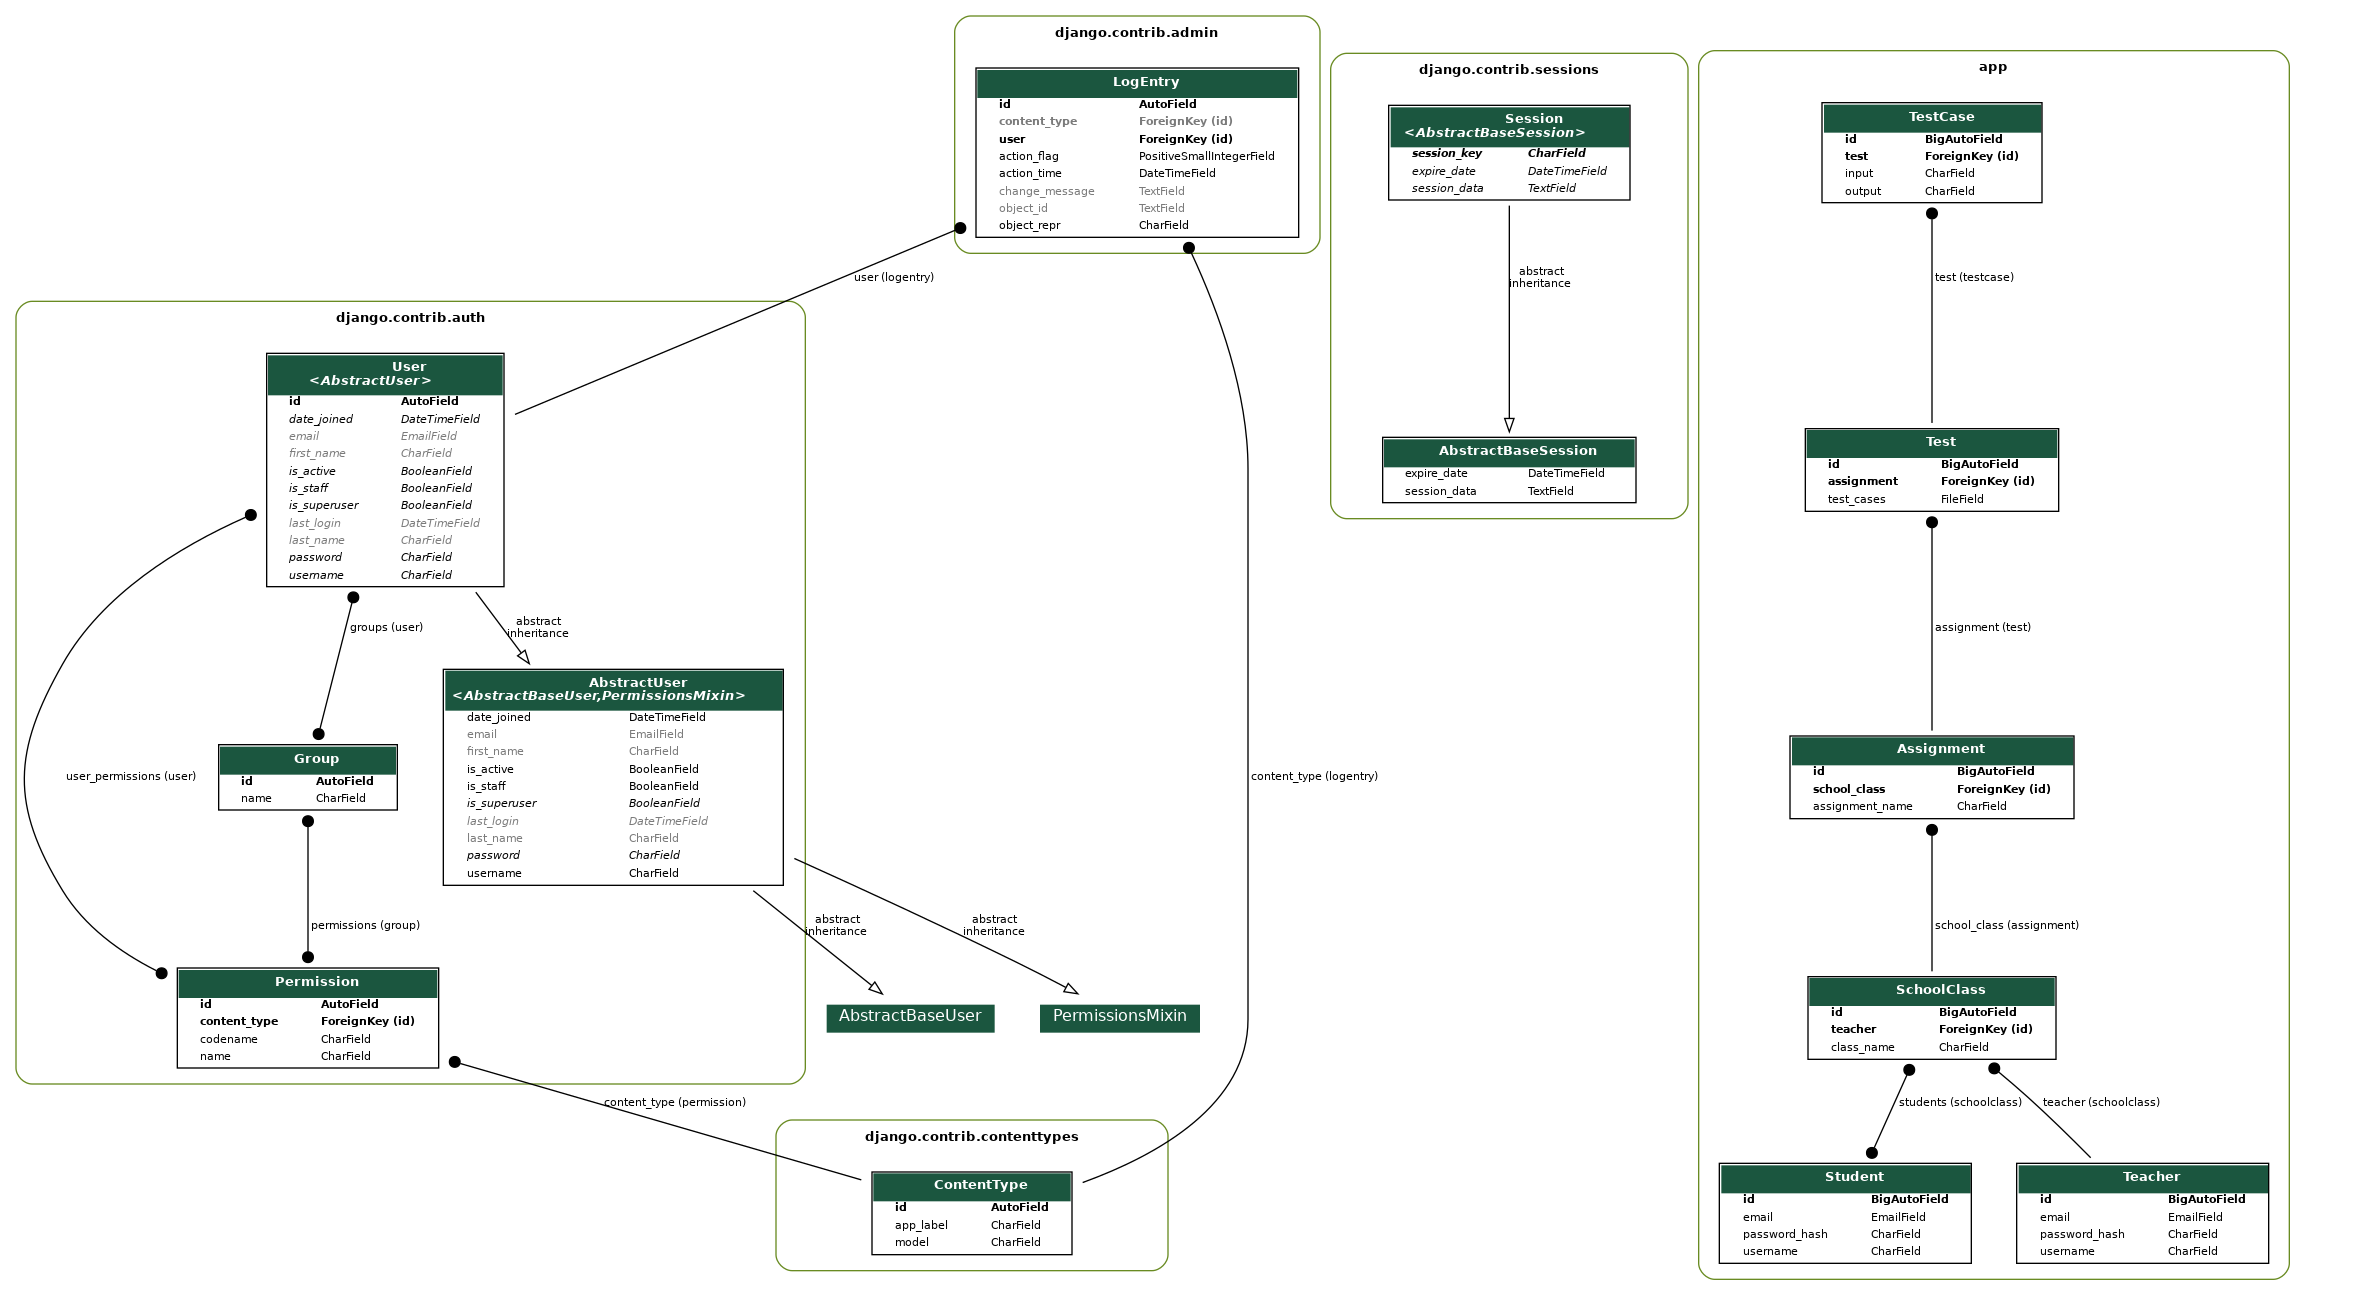 django.contrib.admin
LogEntry
id AutoField
content_type ForeignKey (id)
user ForeignKey (id)
action_flag PositiveSmallIntegerField
action_time DateTimeField
change_message TextField
object_id TextField
object_repr CharField
django.contrib.sessions
Session
<AbstractBaseSession>
session_key CharField
expire_date DateTimeField
session_data TextField
abstract
inheritance
AbstractBaseSession
expire_date DateTimeField
session_data TextField
user (logentry)
content_type (logentry)
django.contrib.auth
User
<AbstractUser>
id AutoField
date_joined DateTimeField
email EmailField
first_name CharField
is_active BooleanField
is_staff BooleanField
is_superuser BooleanField
last_login DateTimeField
last_name CharField
password CharField
username CharField
groups (user)
abstract
inheritance
user_permissions (user)
AbstractUser
<AbstractBaseUser,PermissionsMixin>
date_joined DateTimeField
email EmailField
first_name CharField
is_active BooleanField
is_staff BooleanField
is_superuser BooleanField
last_login DateTimeField
last_name CharField
password CharField
username CharField
Group
id AutoField
name CharField
permissions (group)
abstract
inheritance
abstract
inheritance
Permission
id AutoField
content_type ForeignKey (id)
codename CharField
name CharField
AbstractBaseUser
PermissionsMixin
content_type (permission)
django.contrib.contenttypes
ContentType
id AutoField
app_label CharField
model CharField
app
TestCase
id BigAutoField
test ForeignKey (id)
input CharField
output CharField
test (testcase)
Test
id BigAutoField
assignment ForeignKey (id)
test_cases FileField
assignment (test)
Assignment
id BigAutoField
school_class ForeignKey (id)
assignment_name CharField
school_class (assignment)
SchoolClass
id BigAutoField
teacher ForeignKey (id)
class_name CharField
students (schoolclass)
teacher (schoolclass)
Student
id BigAutoField
email EmailField
password_hash CharField
username CharField
Teacher
id BigAutoField
email EmailField
password_hash CharField
username CharField